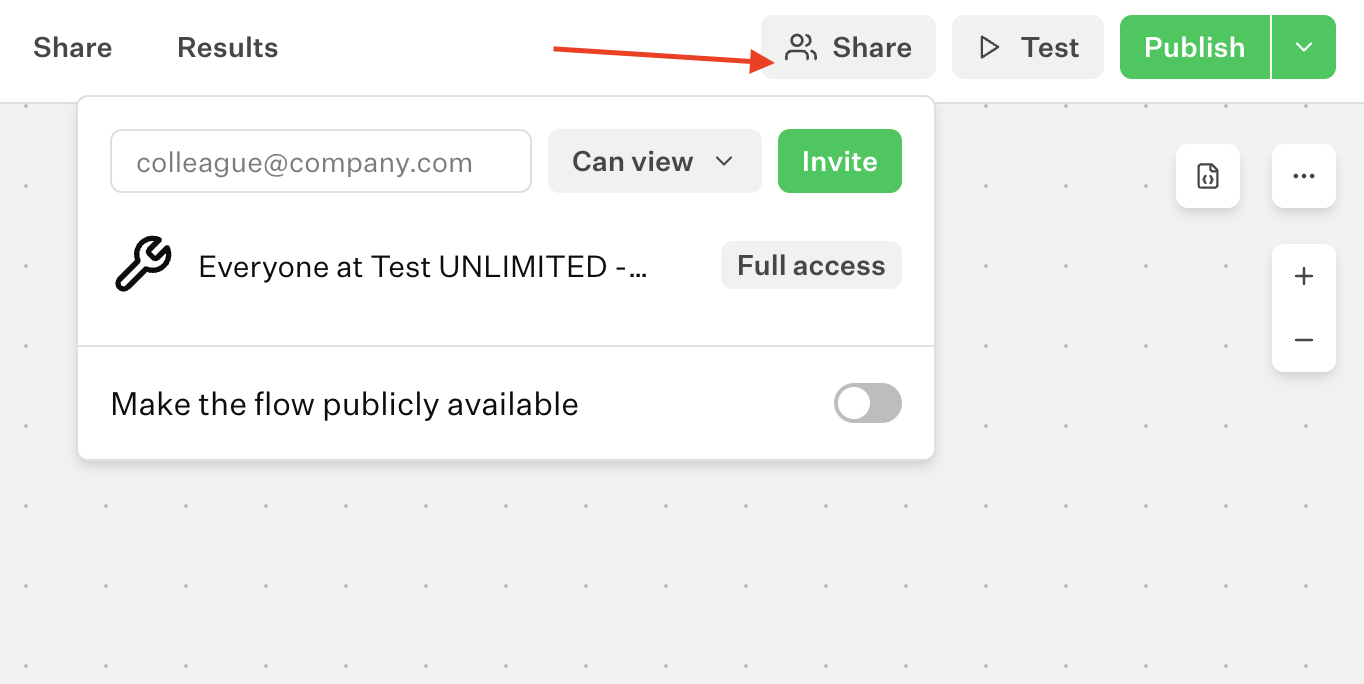 Share Results Share Test Publish
colleague@company.com Can view Invite
Everyone at Test UNLIMITED -... Full access
Make the flow publicly available